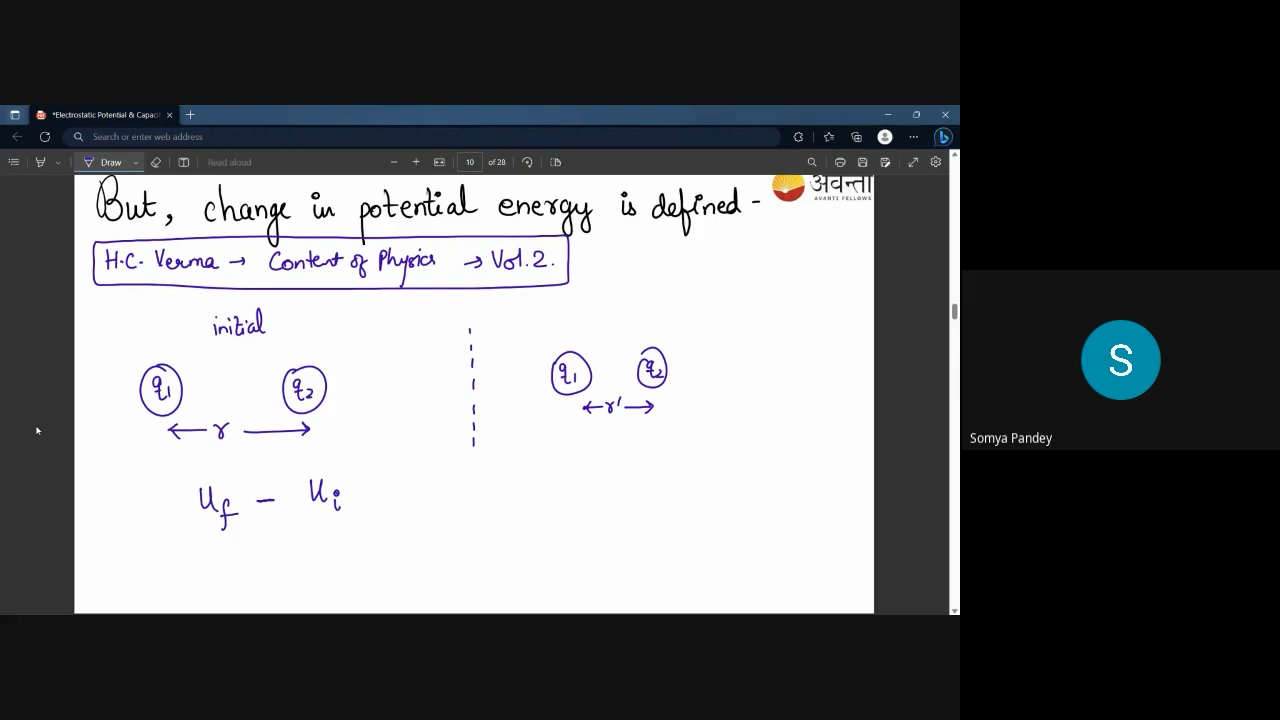 *Electrostatic Potential & Capaci
Search or enter web address
Draw
Read aloud
10 of 28
But, change in potential energy is defined -
अवन्ती
AVANTI FELLOWS
H.C. Verma → Content of Physics → Vol. 2.
initial
q1 q2 q1 q2
r r'
Uf - Ui
S
Somya Pandey